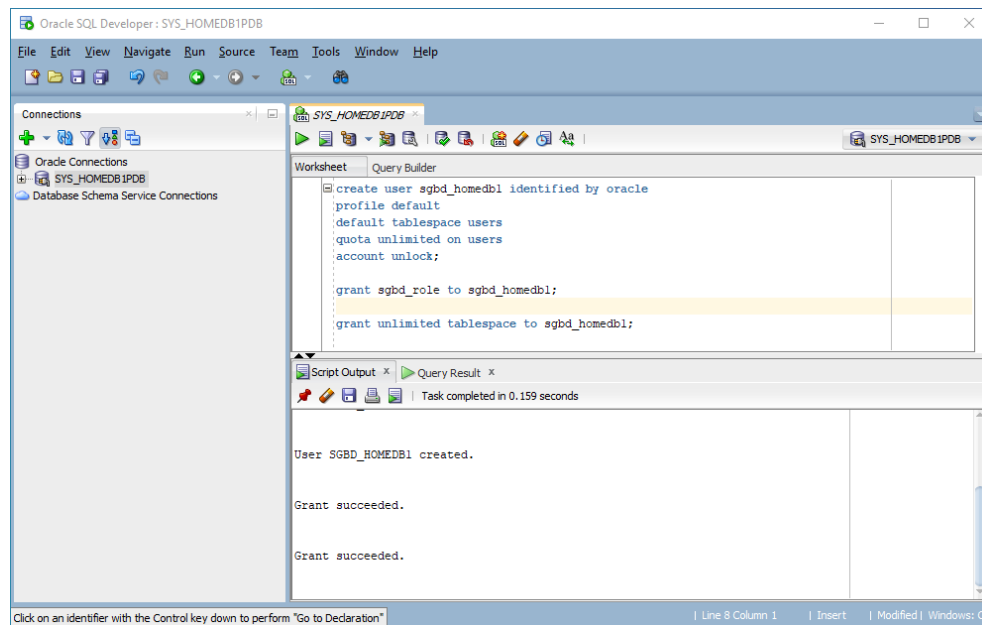 Oracle SQL Developer : SYS_HOMEDB1PDB
File Edit View Navigate Run Source Team Tools Window Help
Connections
SYS_HOMEDB1PDB
SYS_HOMEDB1PDB
Oracle Connections
SYS_HOMEDB1PDB
Database Schema Service Connections
Worksheet Query Builder
create user sgbd_homedb1 identified by oracle
profile default
default tablespace users
quota unlimited on users
account unlock;
grant sgbd_role to sgbd_homedb1;
grant unlimited tablespace to sgbd_homedb1;
Script Output x Query Result x
Task completed in 0.159 seconds
User SGBD_HOMEDB1 created.
Grant succeeded.
Grant succeeded.
Click on an identifier with the Control key down to perform "Go to Declaration"
| Line 8 Column 1 | Insert | Modified | Windows: